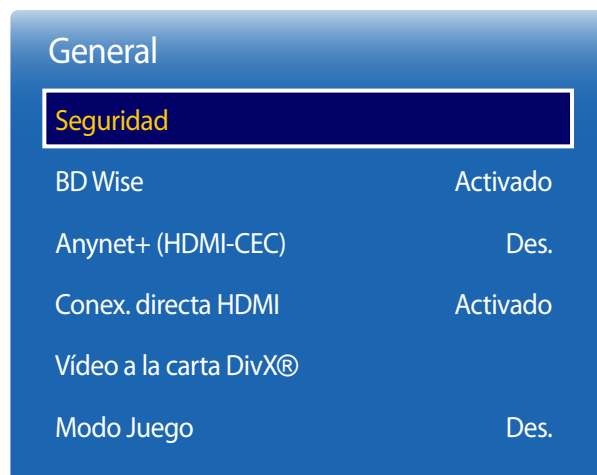 General
Seguridad
BD Wise Activado
Anynet+ (HDMI-CEC) Des.
Conex. directa HDMI Activado
Vídeo a la carta DivX®
Modo Juego Des.